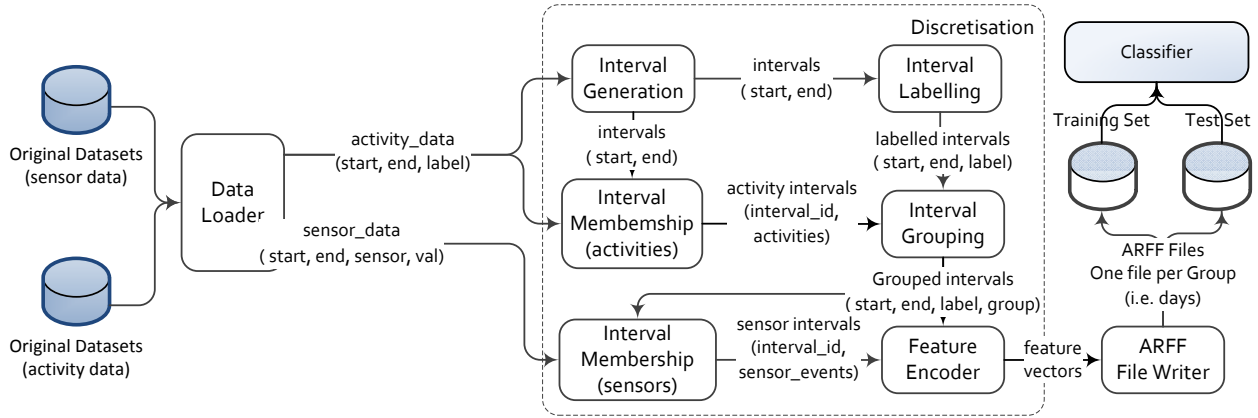 Discretisation
Original Datasets
(sensor data)
Original Datasets
(activity data)
Data
Loader
activity_data
(start, end, label)
sensor_data
( start, end, sensor, val)
Interval
Generation
intervals
( start, end)
Interval
Labelling
intervals
( start, end)
labelled intervals
( start, end, label)
Interval
Membemship
(activities)
activity intervals
(interval_id,
activities)
Interval
Grouping
Grouped intervals
( start, end, label, group)
Interval
Membership
(sensors)
sensor intervals
(interval_id,
sensor_events)
Feature
Encoder
feature
vectors
ARFF
File Writer
ARFF Files
One file per Group
(i.e. days)
Training Set
Test Set
Classifier